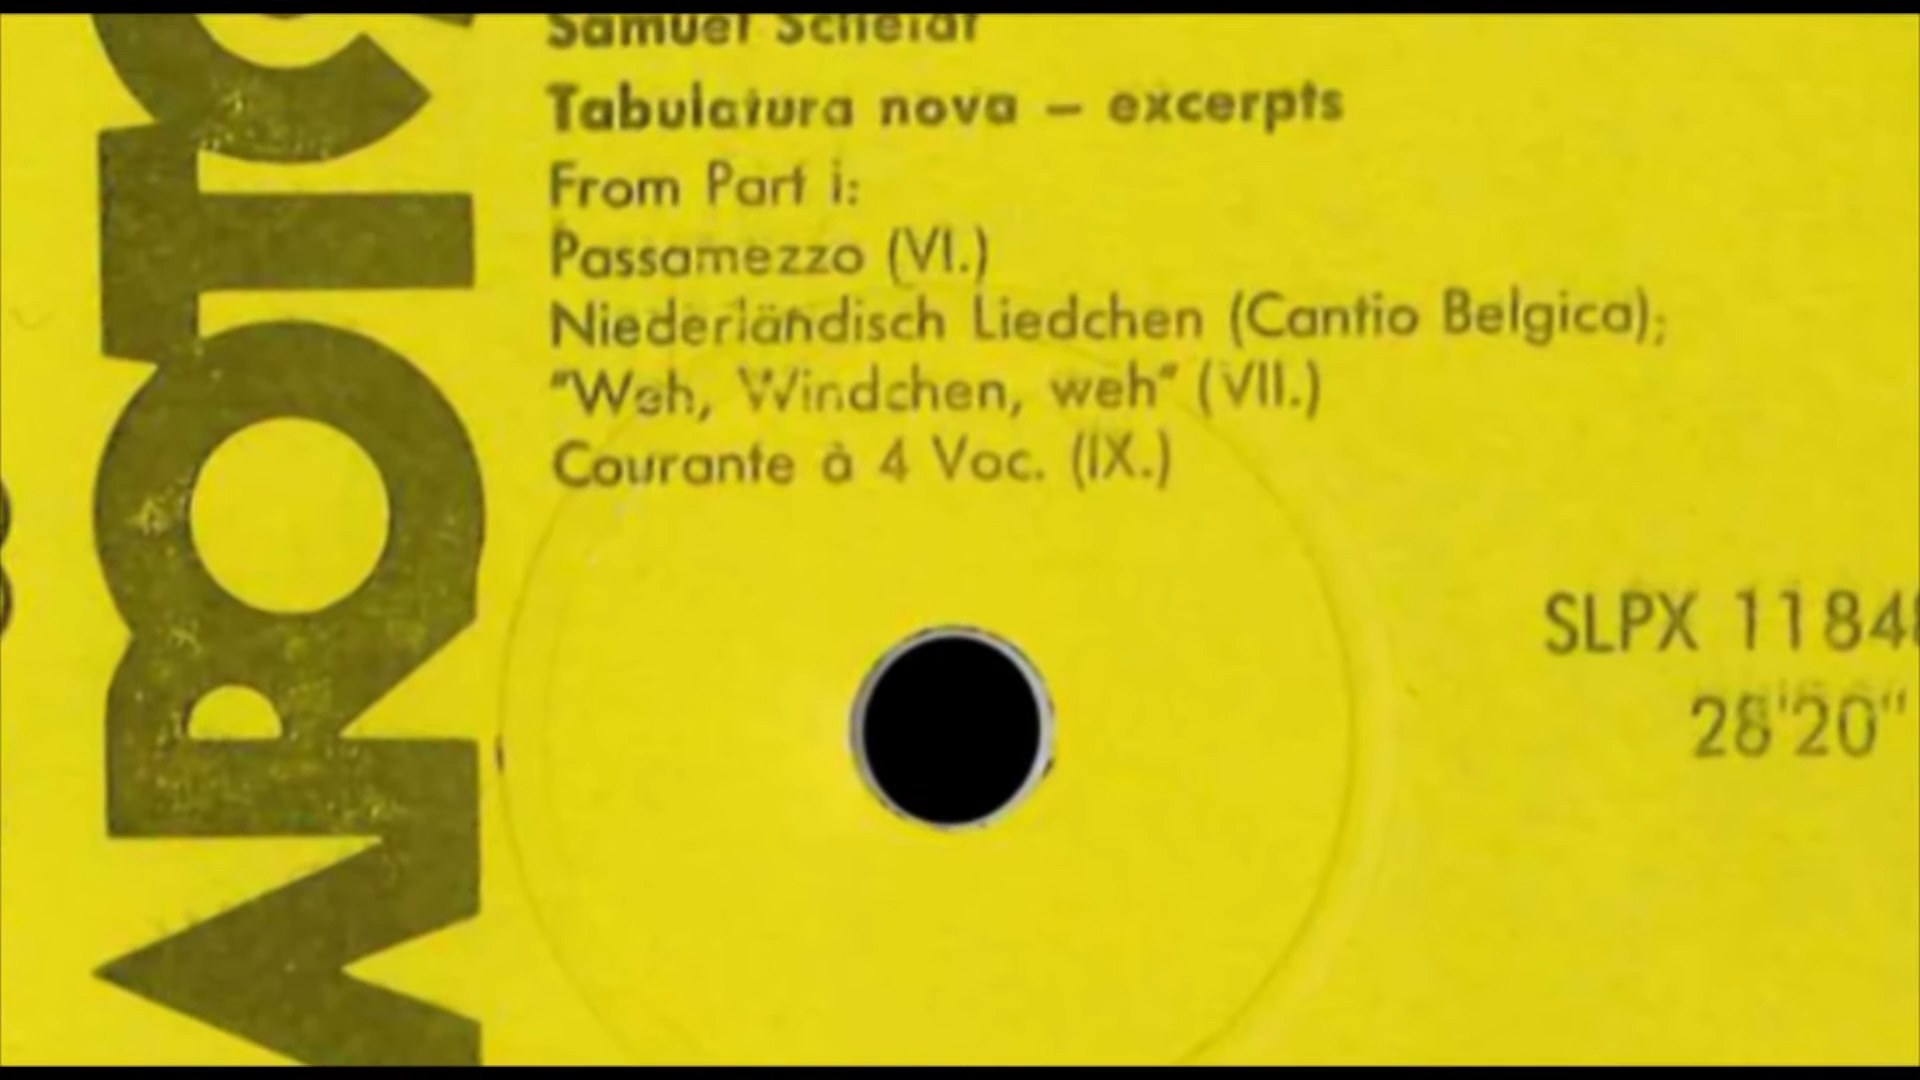 Samuel Scheidt
Tabulatura nova – excerpts
From Part i:
Passamezzo (VI.)
Niederländisch Liedchen (Cantio Belgica);
"Weh, Windchen, weh" (VII.)
Courante à 4 Voc. (IX.)
SLPX 1184
28'20"